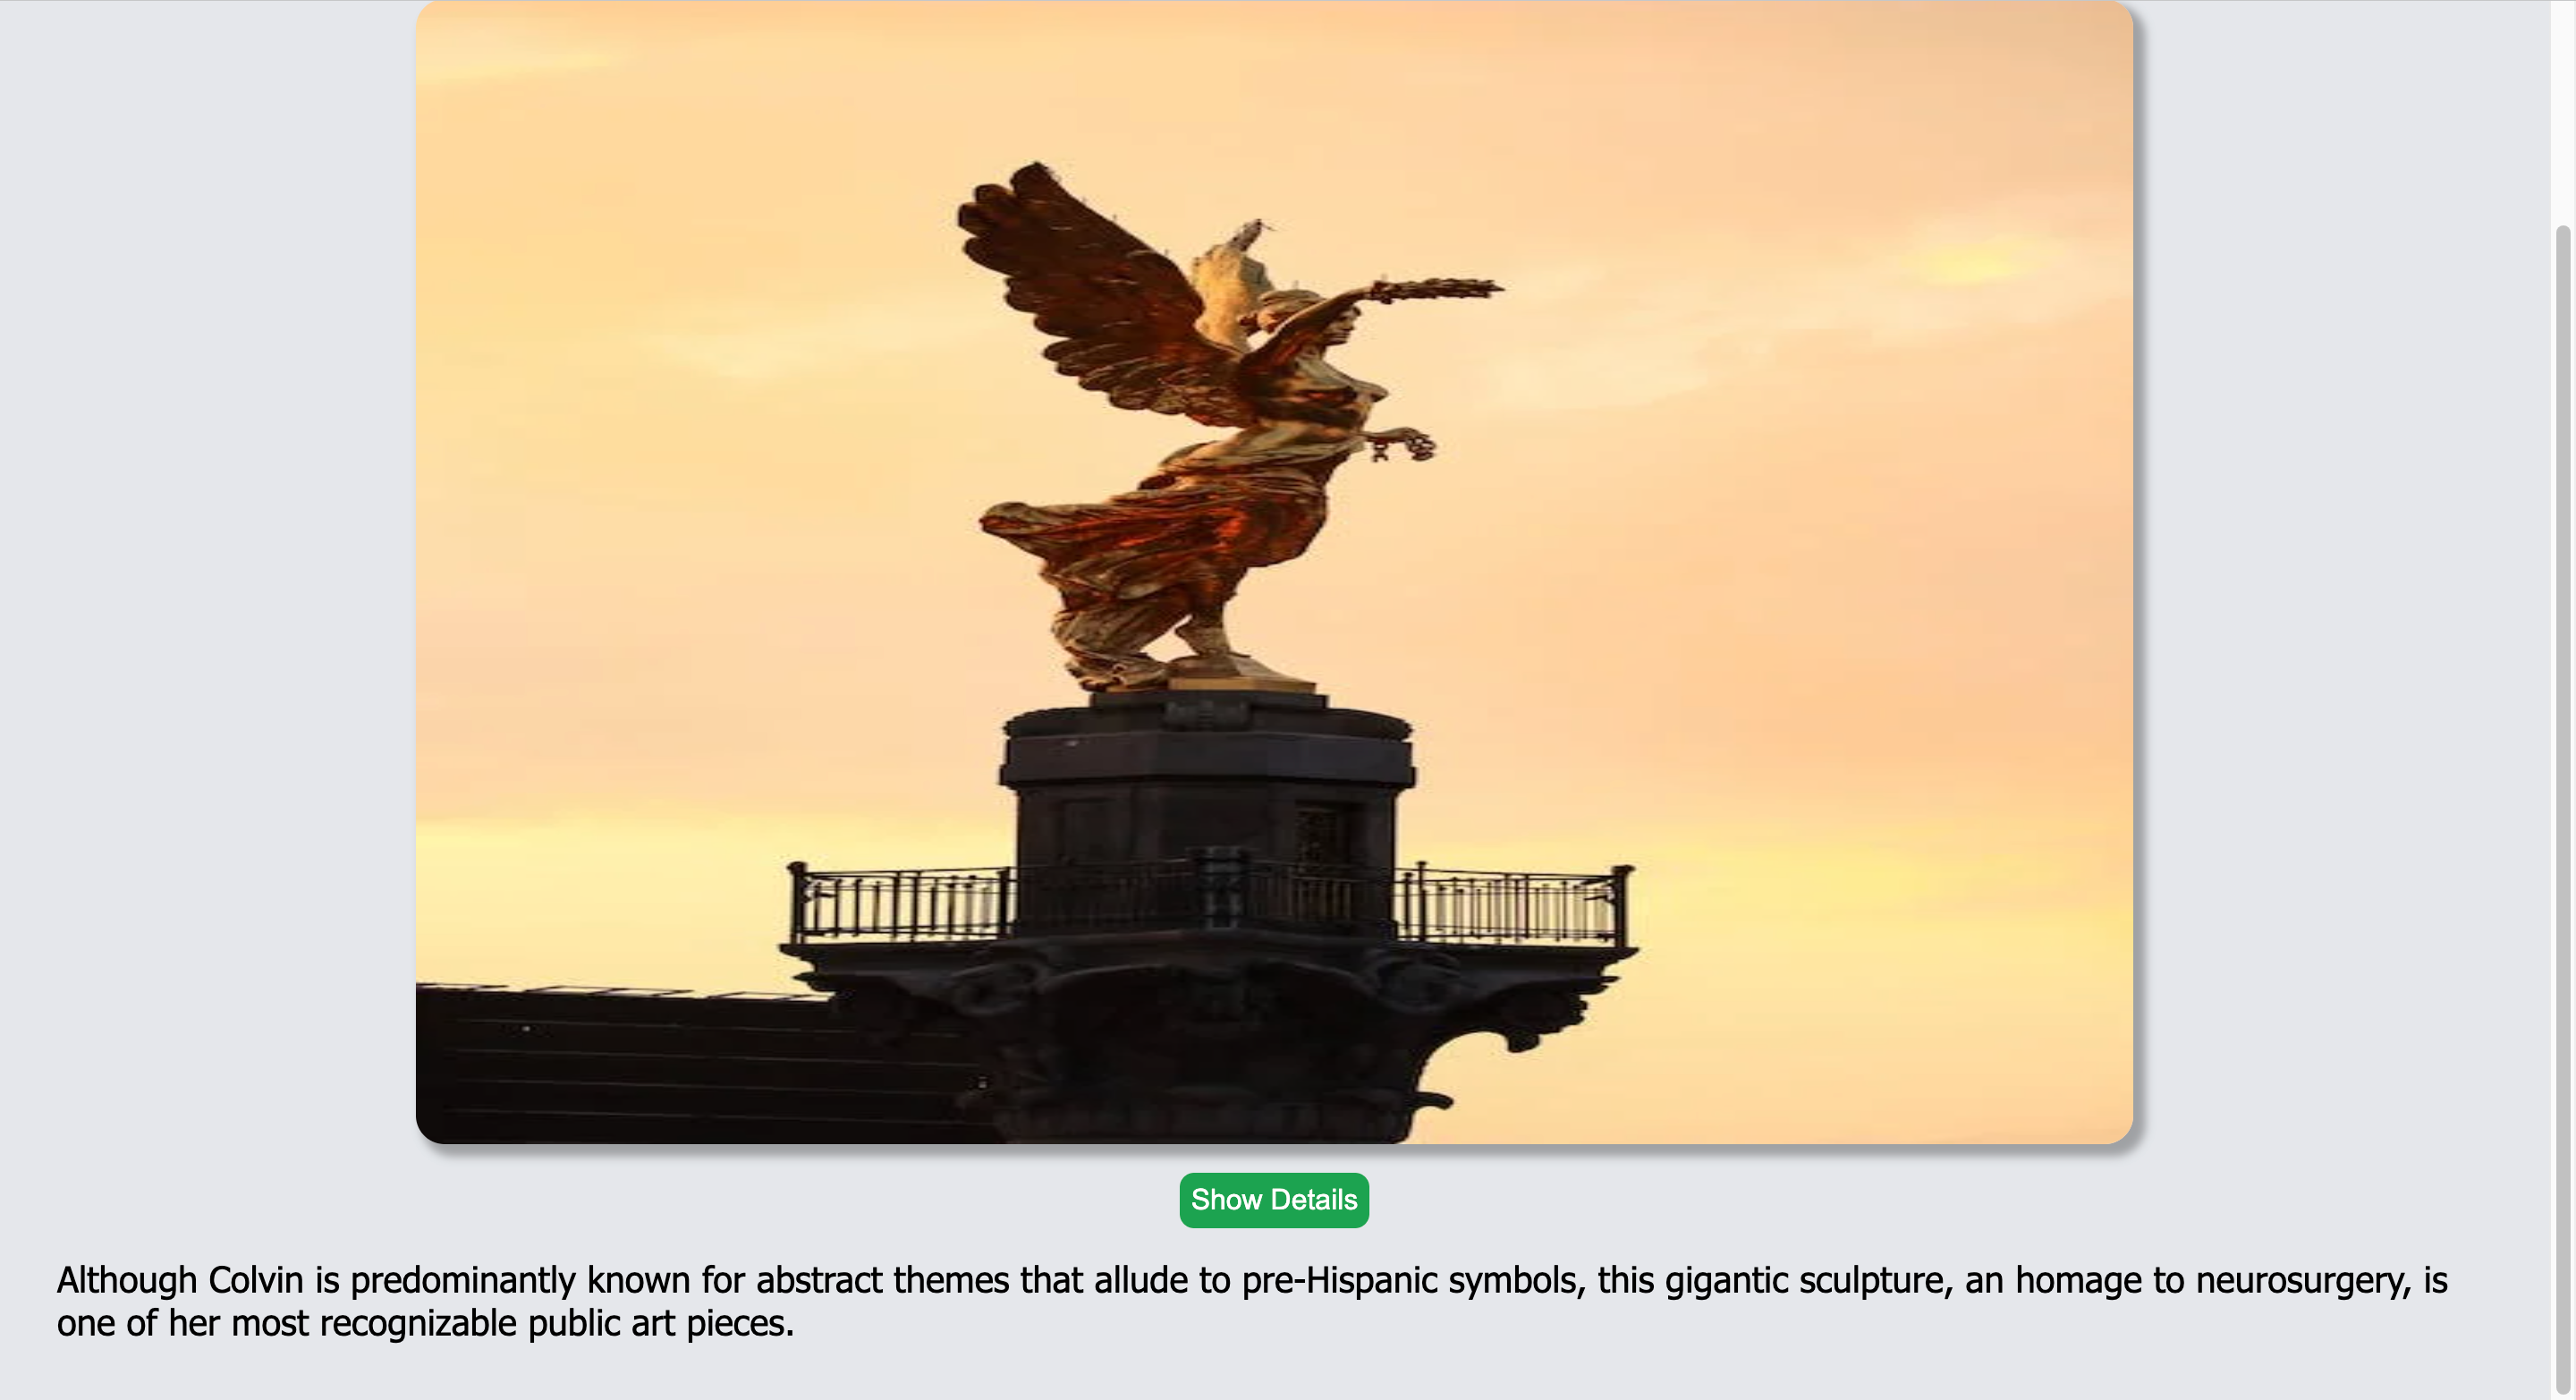 Show Details
Although Colvin is predominantly known for abstract themes that allude to pre-Hispanic symbols, this gigantic sculpture, an homage to neurosurgery, is
one of her most recognizable public art pieces.